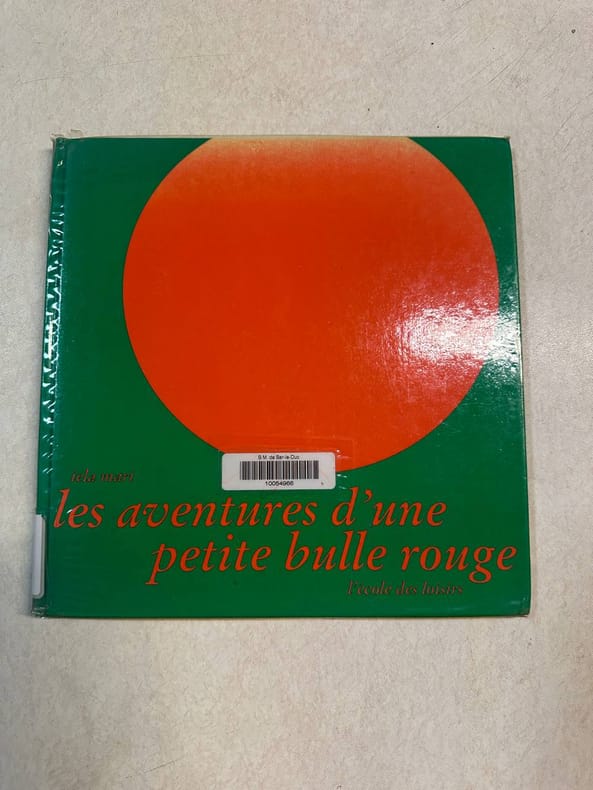 B.M. de Bar-le-Duc
10054966
iela mari
les aventures d'une
petite bulle rouge
l'école des loisirs